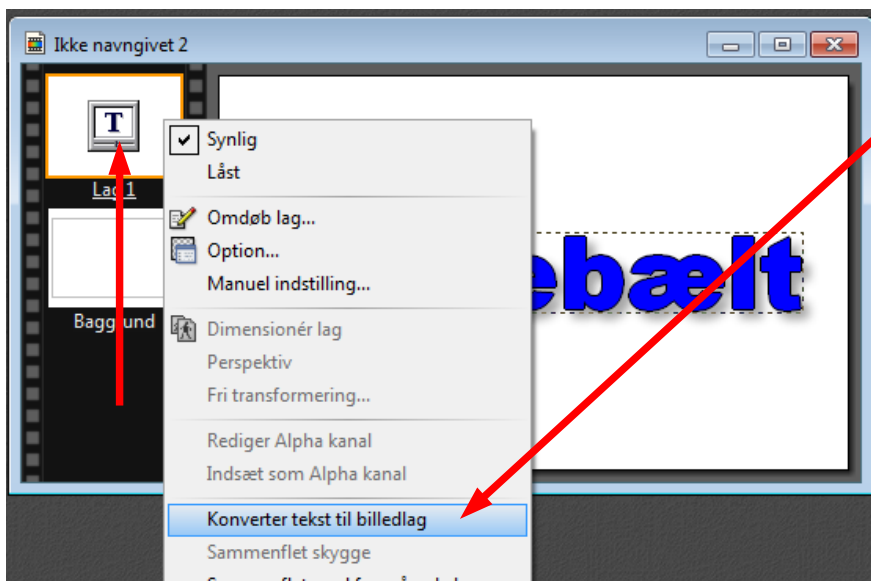 Ikke navngivet 2
T
Lag 1
Baggrund
Synlig
Låst
Omdøb lag...
Option...
Manuel indstilling...
Dimensionér lag
Perspektiv
Fri transformering...
Rediger Alpha kanal
Indsæt som Alpha kanal
Konverter tekst til billedlag
Sammenflet skygge
ebælt